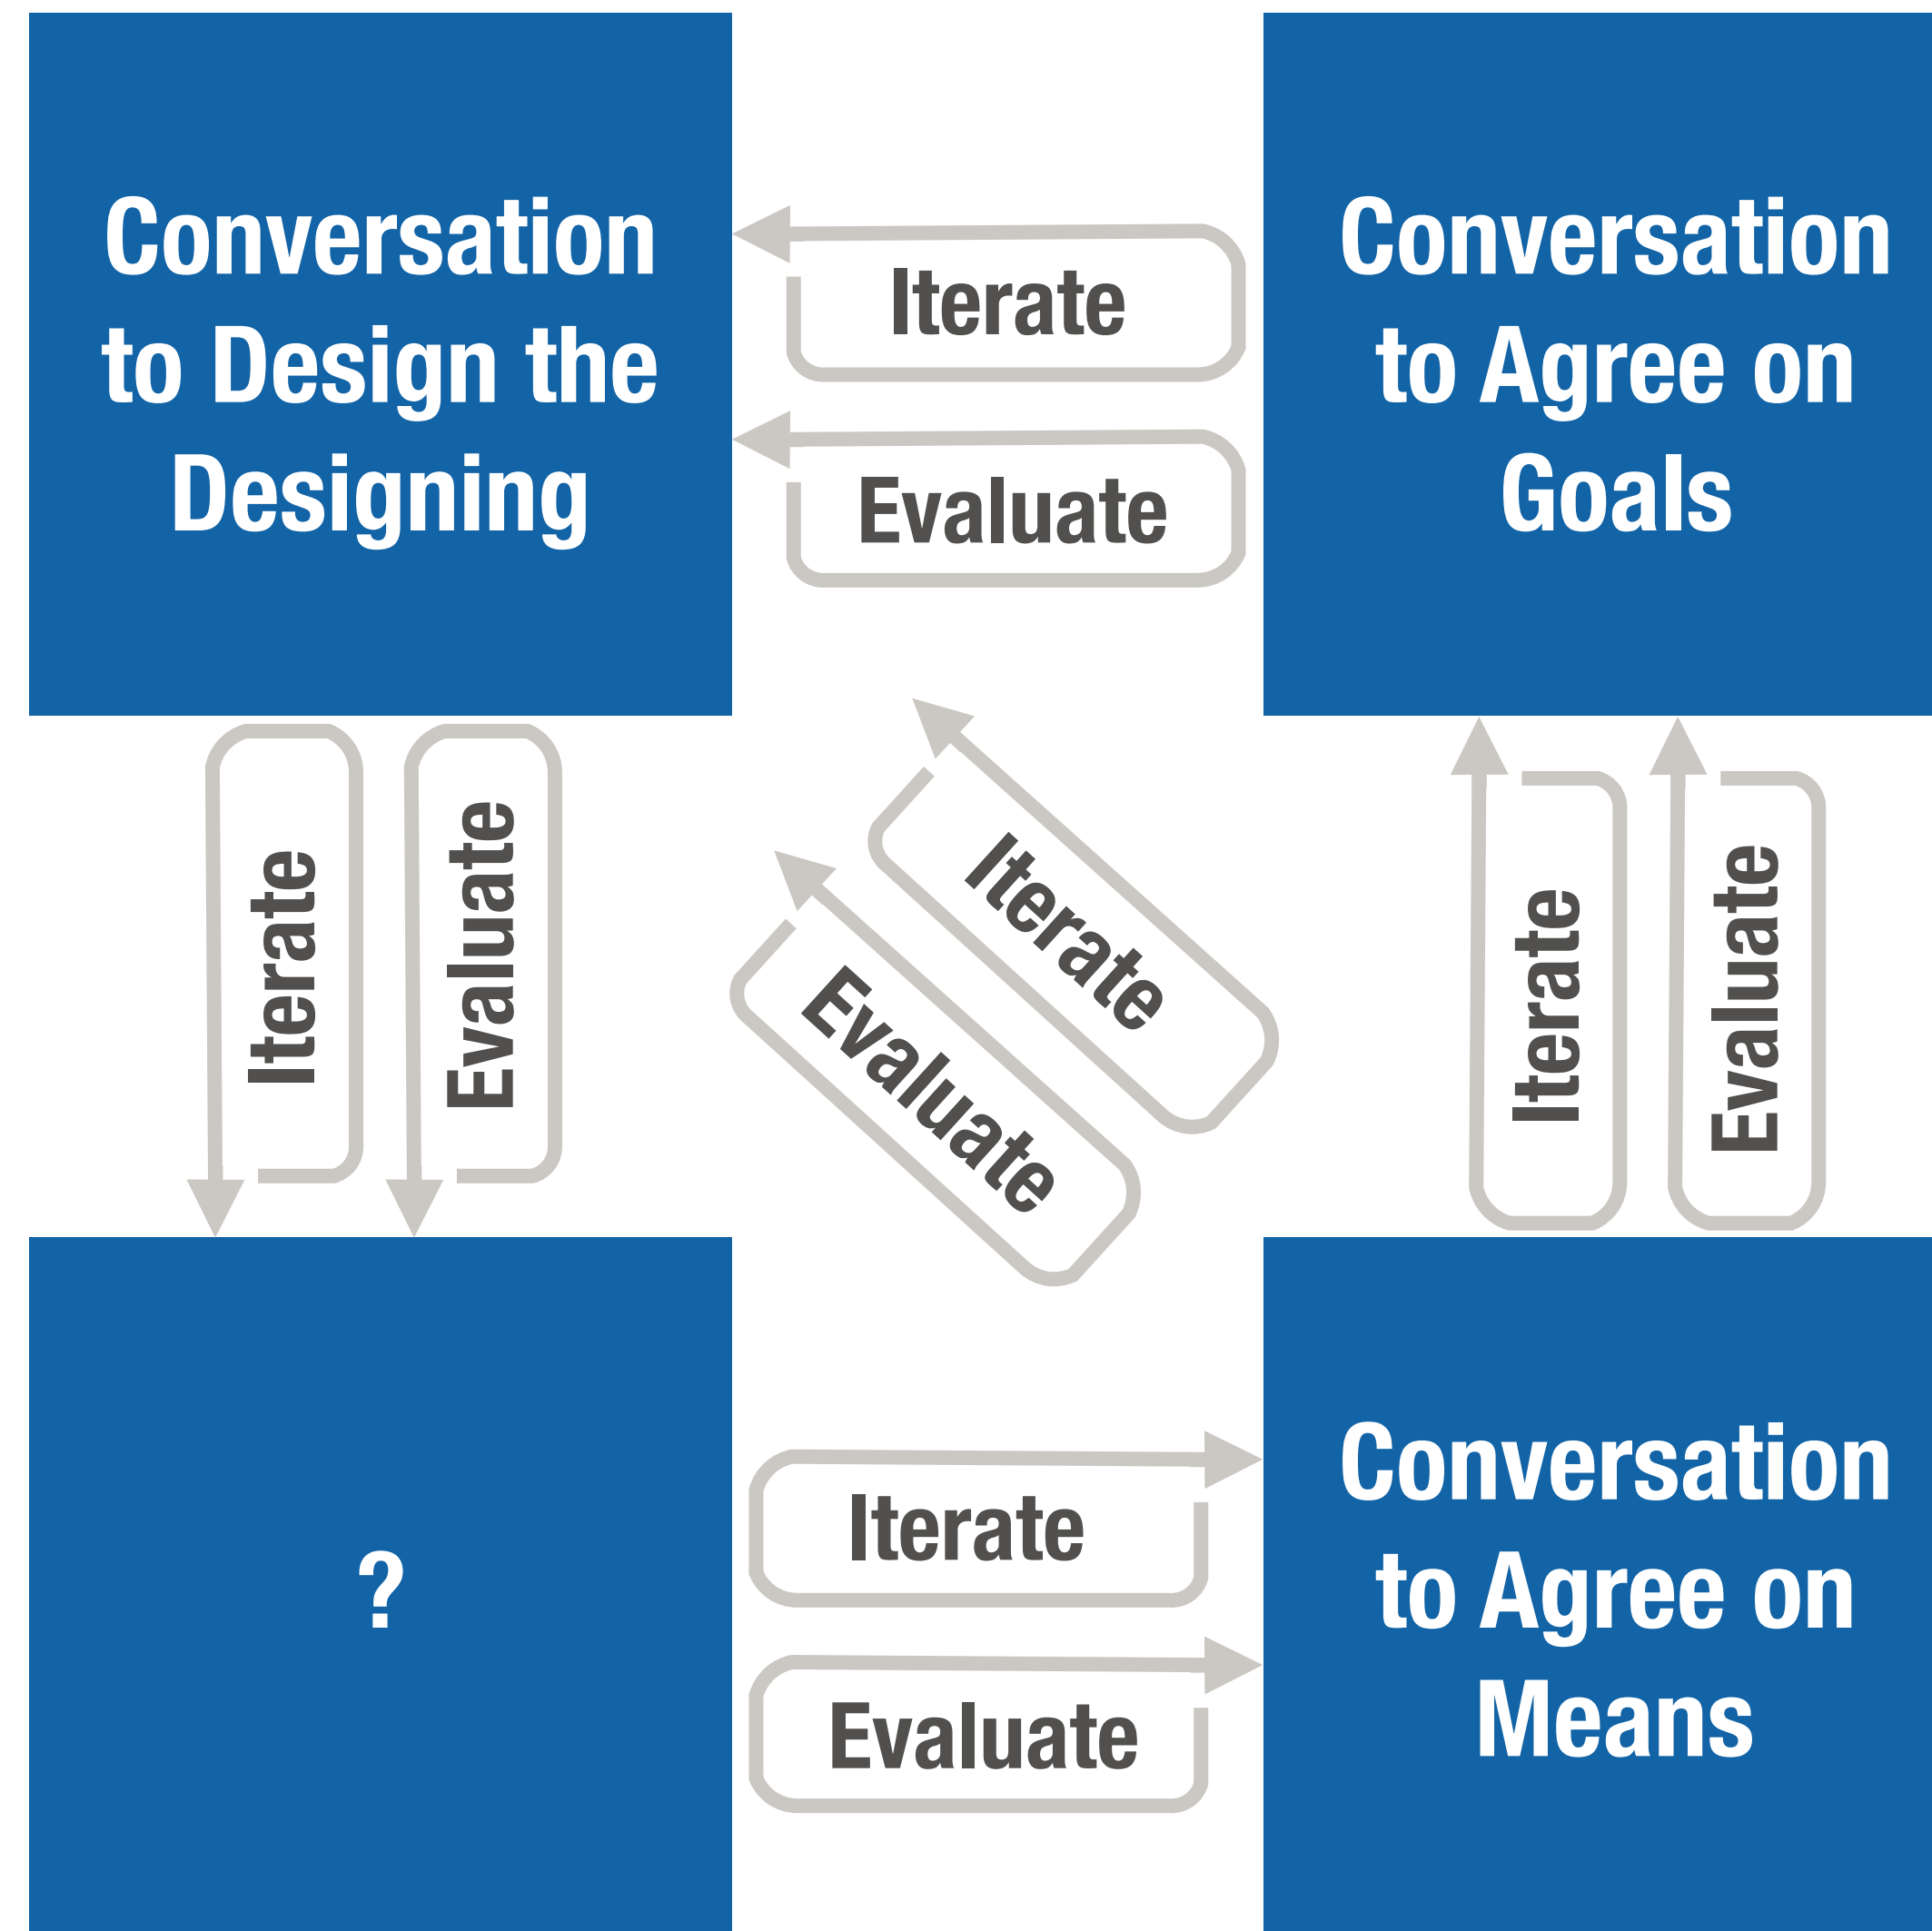 Conversation
to Design the
Designing
Iterate
Evaluate
Conversation
to Agree on
Goals
Iterate
Evaluate
Iterate
Evaluate
Iterate
Evaluate
?
Iterate
Evaluate
Conversation
to Agree on
Means